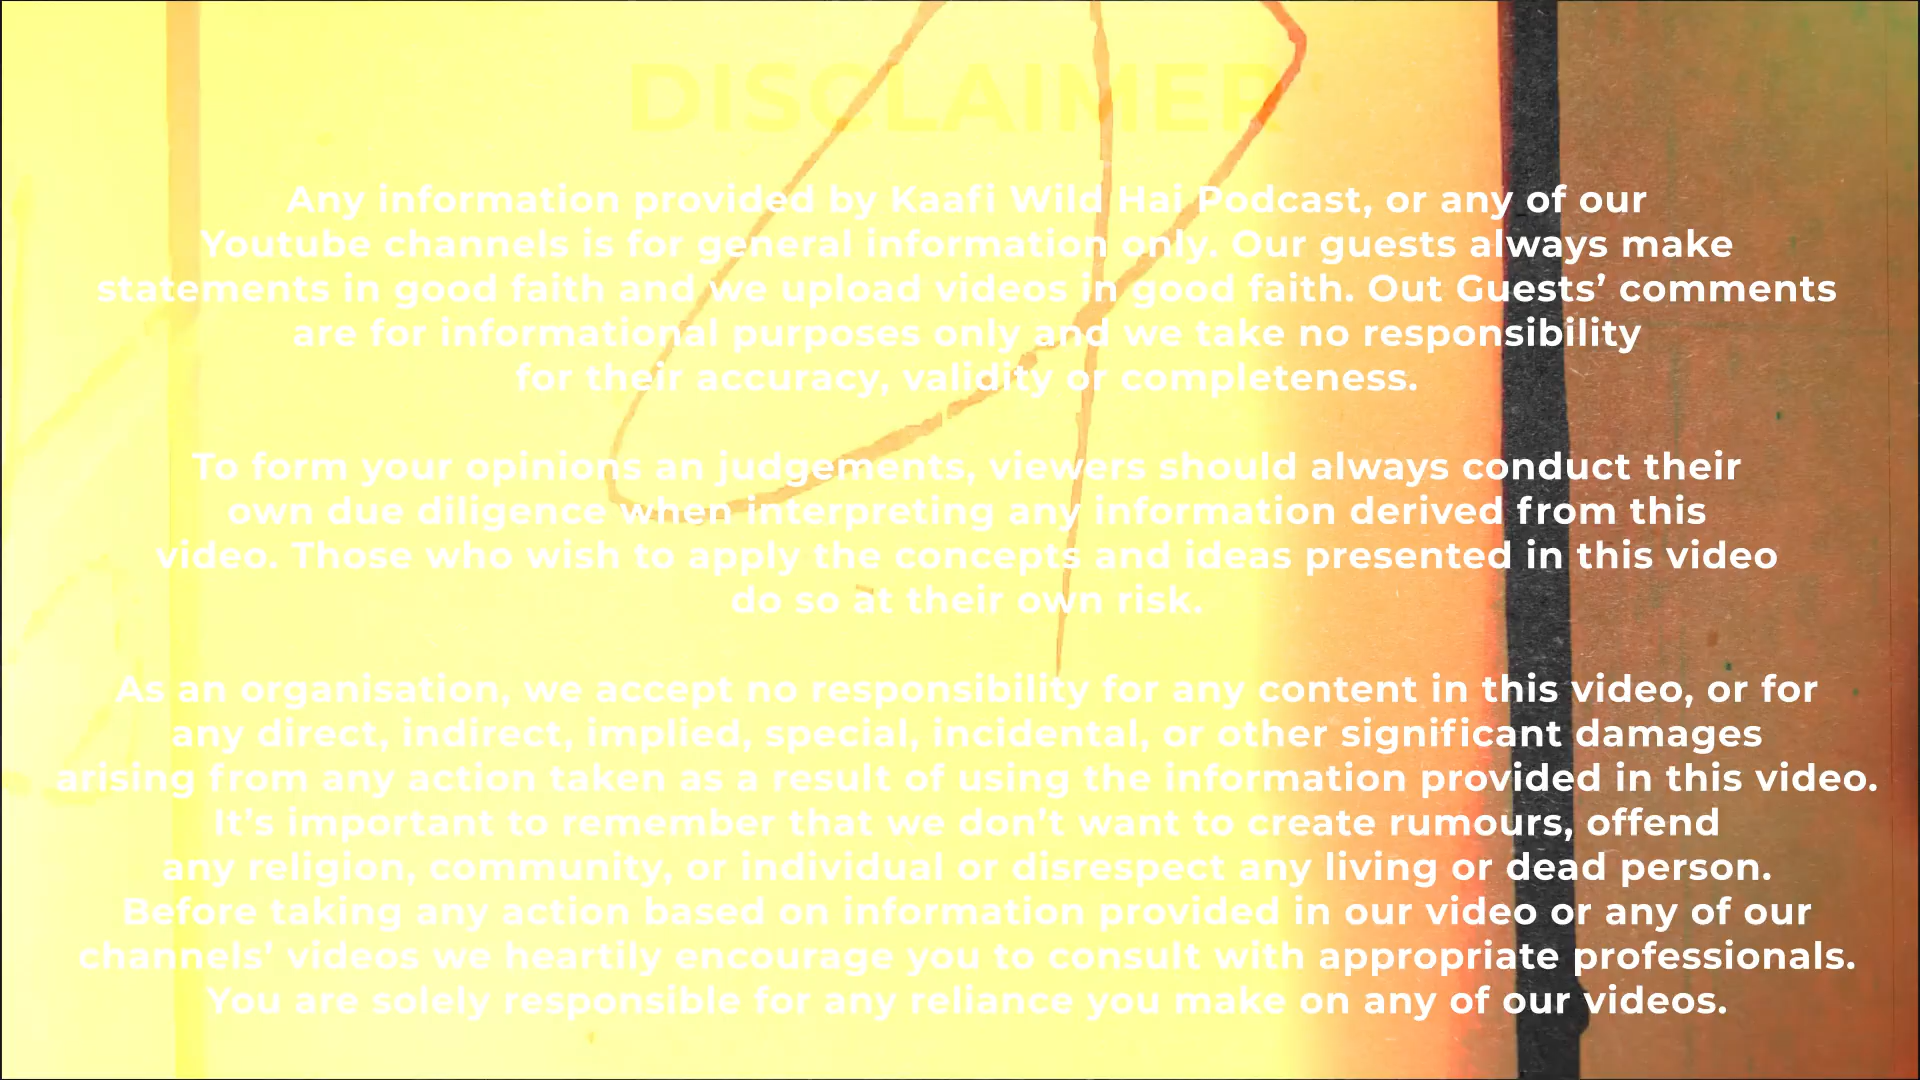 DISCLAIMER
Any information provided by Kaafi Wild Hai Podcast, or any of our
Youtube channels is for general information only. Our guests always make
statements in good faith and we upload videos in good faith. Out Guests’ comments
are for informational purposes only and we take no responsibility
for their accuracy, validity or completeness.
To form your opinions an judgements, viewers should always conduct their
own due diligence when interpreting any information derived from this
video. Those who wish to apply the concepts and ideas presented in this video
do so at their own risk.
As an organisation, we accept no responsibility for any content in this video, or for
any direct, indirect, implied, special, incidental, or other significant damages
arising from any action taken as a result of using the information provided in this video.
It’s important to remember that we don’t want to create rumours, offend
any religion, community, or individual or disrespect any living or dead person.
Before taking any action based on information provided in our video or any of our
channels’ videos we heartily encourage you to consult with appropriate professionals.
You are solely responsible for any reliance you make on any of our videos.